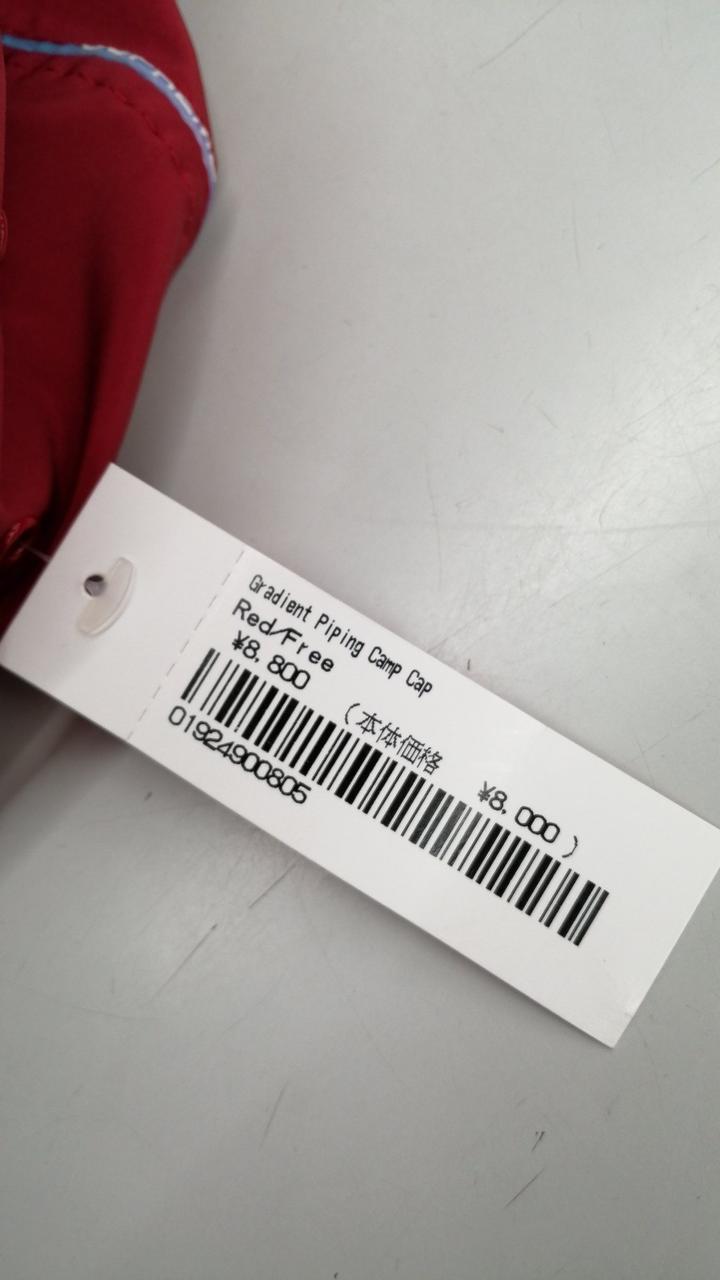 Gradient Piping Camp Cap
Red/Free
¥8,800 (本体価格 ¥8,000)
01924900805